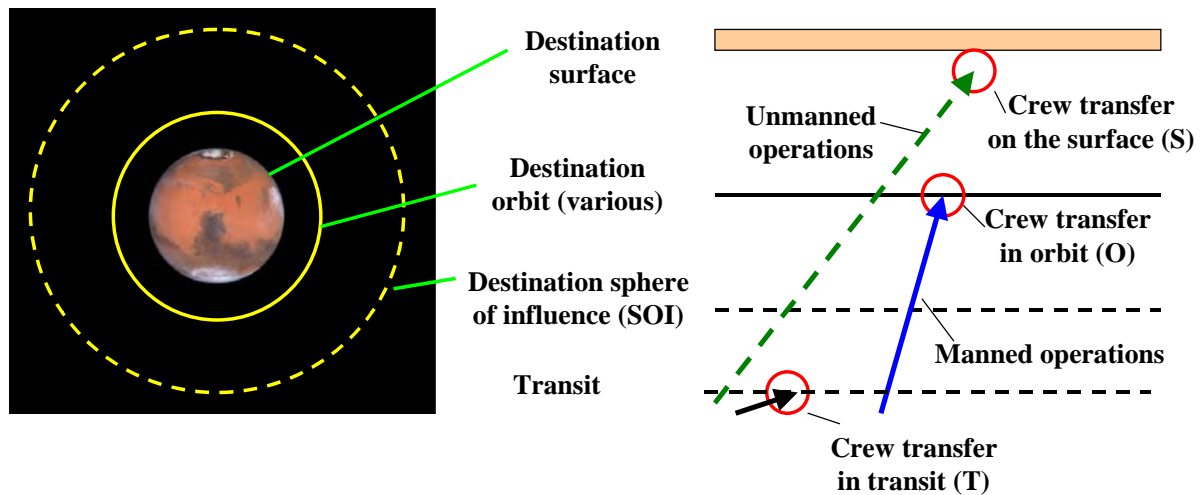 Destination
surface
Destination
orbit (various)
Destination sphere
of influence (SOI)
Transit
Unmanned
operations
Crew transfer
on the surface (S)
Crew transfer
in orbit (O)
Manned operations
Crew transfer
in transit (T)